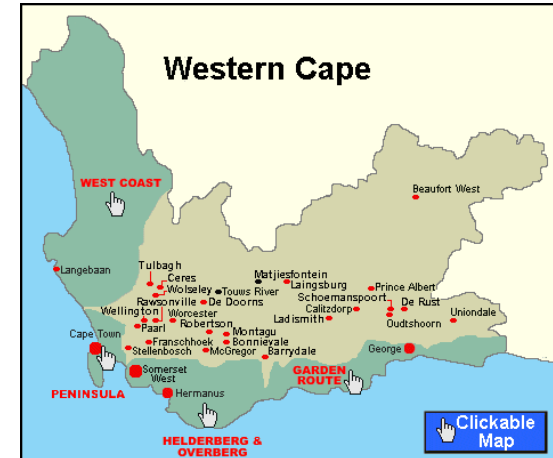 Western Cape
WEST COAST
Beaufort West
Langebaan
Tulbagh
Ceres
Wolseley
Matjiesfontein
Touws River
Laingsburg
Prince Albert
Rawsonville
De Doorns
Schoemanspoort
Wellington
Worcester
Calitzdorp
De Rust
Ladismith
Oudtshoorn
Uniondale
Cape Town
Paarl
Robertson
Montagu
Franschhoek
Bonnievale
Stellenbosch
McGregor
Barrydale
George
Somerset
West
GARDEN
ROUTE
PENINSULA
Hermanus
HELDERBERG &
OVERBERG
Clickable
Map